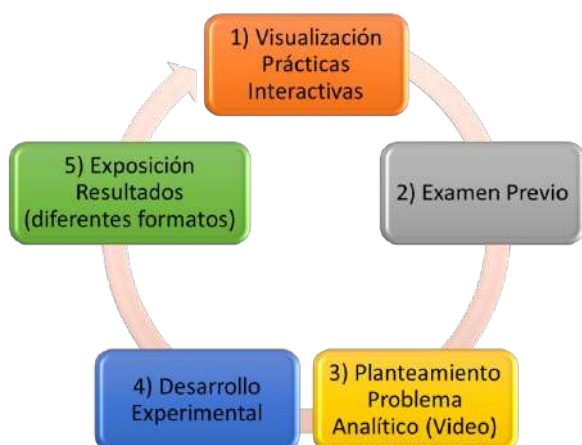 1) Visualización
Prácticas
Interactivas
2) Examen Previo
3) Planteamiento
Problema
Analítico (Video)
4) Desarrollo
Experimental
5) Exposición
Resultados
(diferentes formatos)